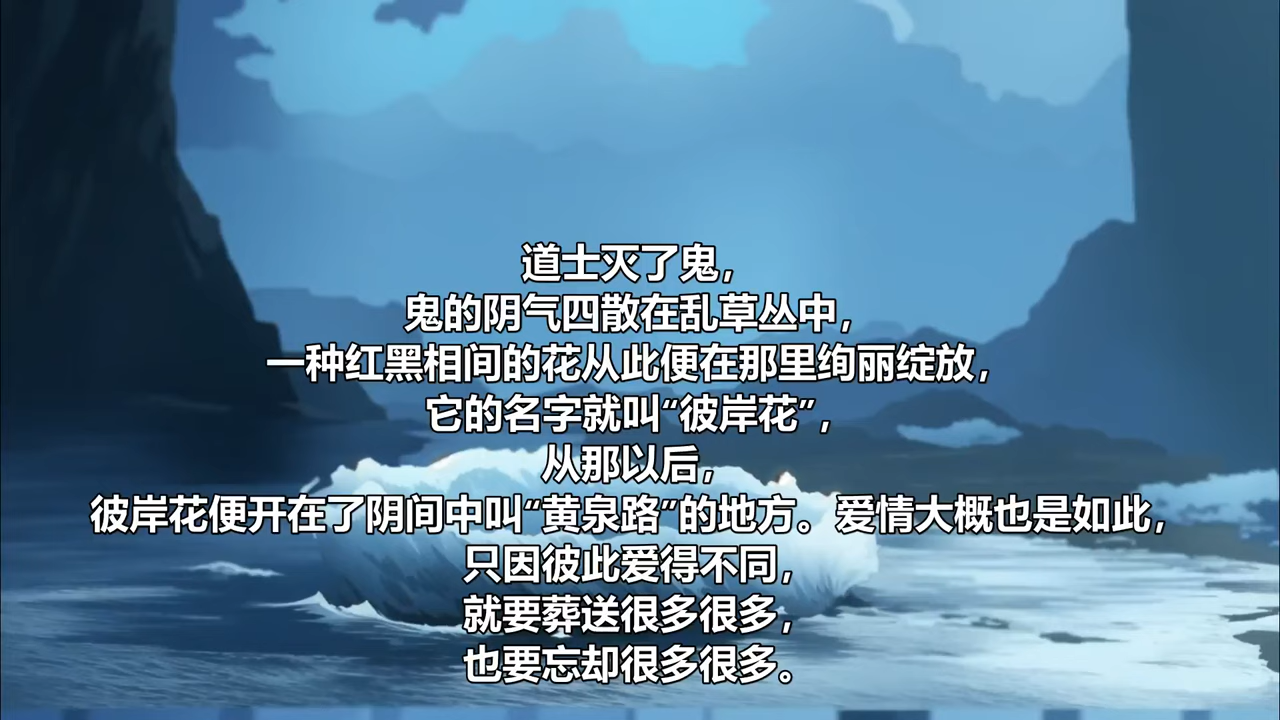 道士灭了鬼，
鬼的阴气四散在乱草丛中，
一种红黑相间的花从此便在那里绚丽绽放，
它的名字就叫“彼岸花”，
从那以后，
彼岸花便开在了阴间中叫“黄泉路”的地方。爱情大概也是如此，
只因彼此爱得不同，
就要葬送很多很多，
也要忘却很多很多。